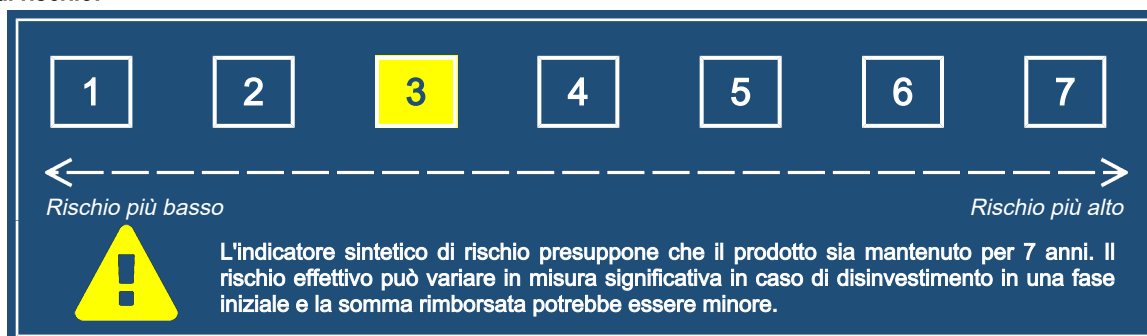 1 2 3 4 5 6 7
Rischio più basso Rischio più alto
L'indicatore sintetico di rischio presuppone che il prodotto sia mantenuto per 7 anni. Il
rischio effettivo può variare in misura significativa in caso di disinvestimento in una fase
iniziale e la somma rimborsata potrebbe essere minore.